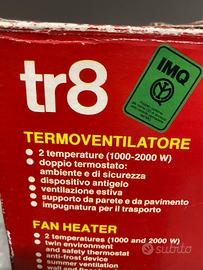 tr8
IMQ
TERMOVENTILATORE
• 2 temperature (1000-2000 W)
• doppio termostato:
ambiente e di sicurezza
• dispositivo antigelo
• ventilazione estiva
• supporto da parete e da pavimento
• impugnatura per il trasporto
FAN HEATER
• 2 temperatures (1000 and 2000 W)
• twin environment
and safety thermostat
• anti-frost device
• summer ventilation
subito